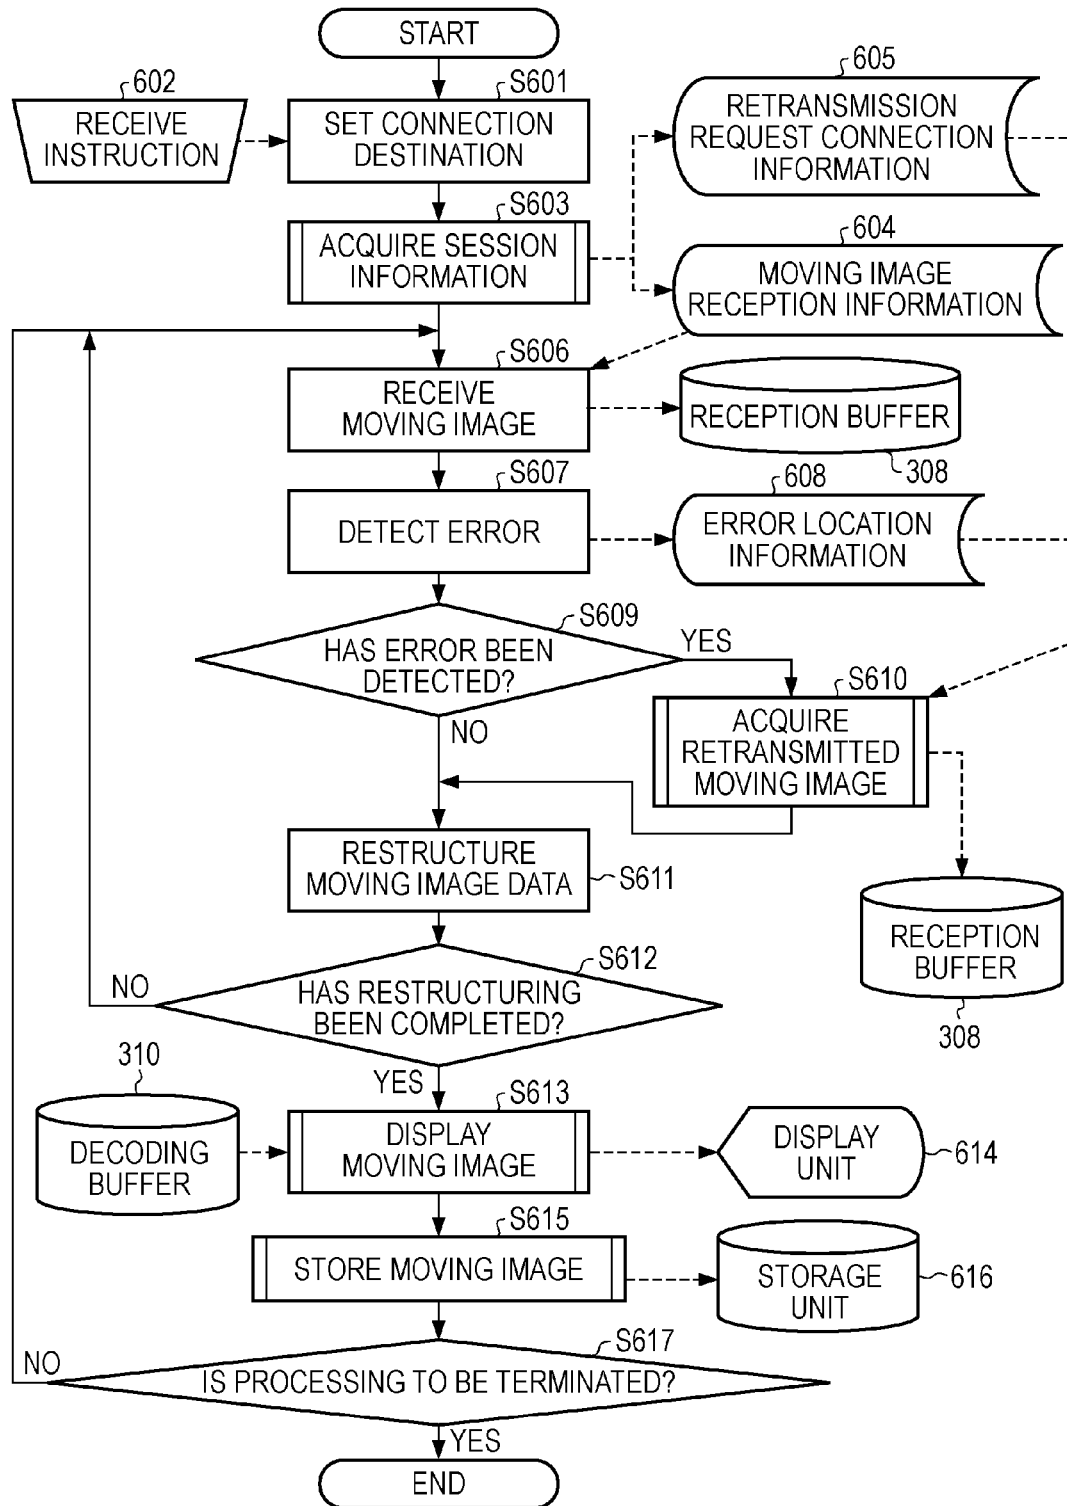 START
605
602
S601
RECEIVE
INSTRUCTION
SET CONNECTION
DESTINATION
RETRANSMISSION
REQUEST CONNECTION
INFORMATION
S603
604
ACQUIRE SESSION
INFORMATION
MOVING IMAGE
RECEPTION INFORMATION
S606
RECEIVE
MOVING IMAGE
RECEPTION BUFFER
308
S607
608
DETECT ERROR
ERROR LOCATION
INFORMATION
S609
HAS ERROR BEEN
DETECTED?
YES
NO
S610
ACQUIRE
RETRANSMITTED
MOVING IMAGE
RESTRUCTURE
MOVING IMAGE DATA
S611
RECEPTION
BUFFER
308
S612
HAS RESTRUCTURING
BEEN COMPLETED?
NO
YES
310
DECODING
BUFFER
S613
DISPLAY
MOVING IMAGE
DISPLAY
UNIT
614
S615
STORE MOVING IMAGE
STORAGE
UNIT
616
S617
NO
IS PROCESSING TO BE TERMINATED?
YES
END